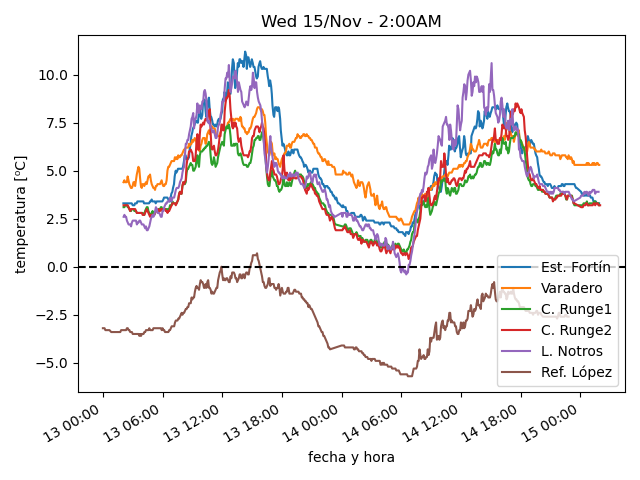 Wed 15/Nov - 2:00AM
temperatura [ºC]
10.0
7.5
5.0
2.5
0.0
−2.5
−5.0
Est. Fortín
Varadero
C. Runge1
C. Runge2
L. Notros
Ref. López
13 00:00
13 06:00
13 12:00
13 18:00
14 00:00
14 06:00
14 12:00
14 18:00
15 00:00
fecha y hora